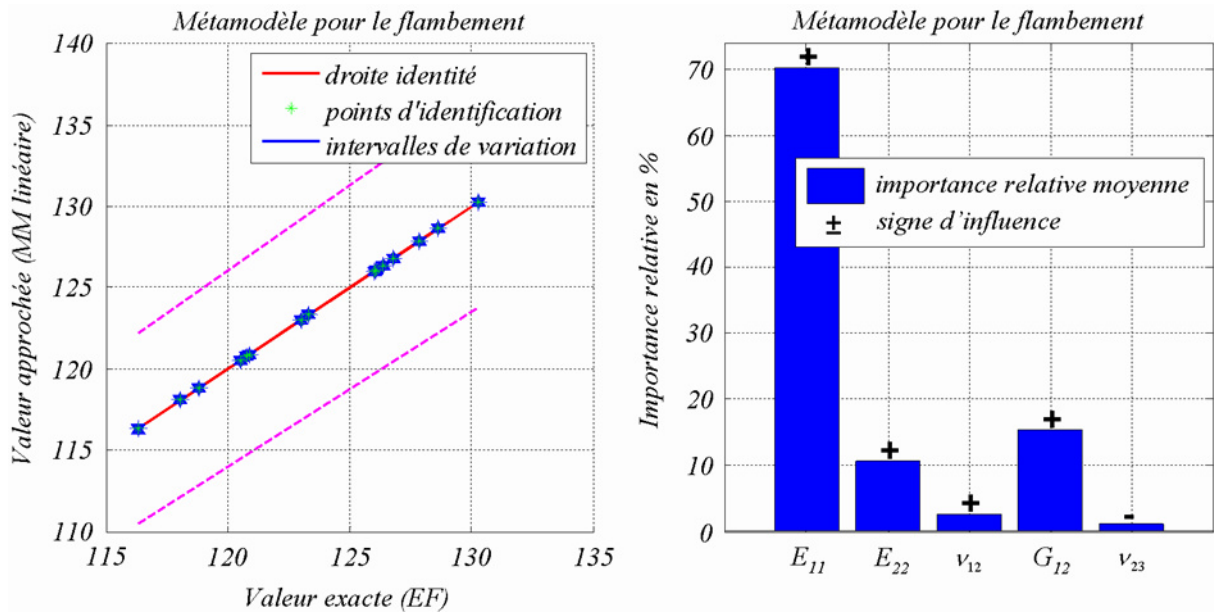 Métamodèle pour le flambement
140
135
130
125
120
115
110
115
120
125
130
135
Valeur approchée (MM linéaire)
Valeur exacte (EF)
droite identité
points d'identification
intervalles de variation
Métamodèle pour le flambement
70
60
50
40
30
20
10
0
Importance relative en %
importance relative moyenne
± signe d'influence
+
+
+
+
-
E11
E22
ν12
G12
ν23